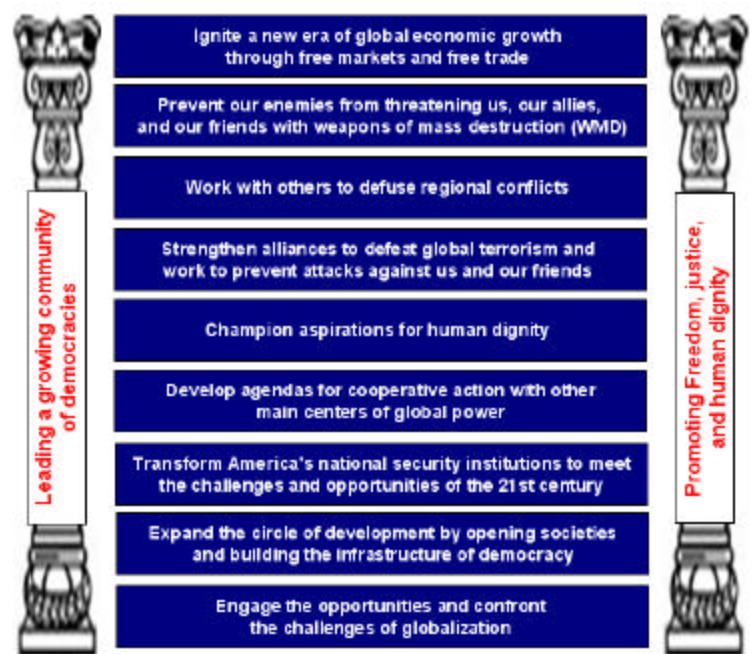 Ignite a new era of global economic growth
through free markets and free trade
Prevent our enemies from threatening us, our allies,
and our friends with weapons of mass destruction (WMD)
Work with others to defuse regional conflicts
Strengthen alliances to defeat global terrorism and
work to prevent attacks against us and our friends
Champion aspirations for human dignity
Develop agendas for cooperative action with other
main centers of global power
Transform America's national security institutions to meet
the challenges and opportunities of the 21st century
Expand the circle of development by opening societies
and building the infrastructure of democracy
Engage the opportunities and confront
the challenges of globalization
Leading a growing community
of democracies
Promoting Freedom, justice,
and human dignity